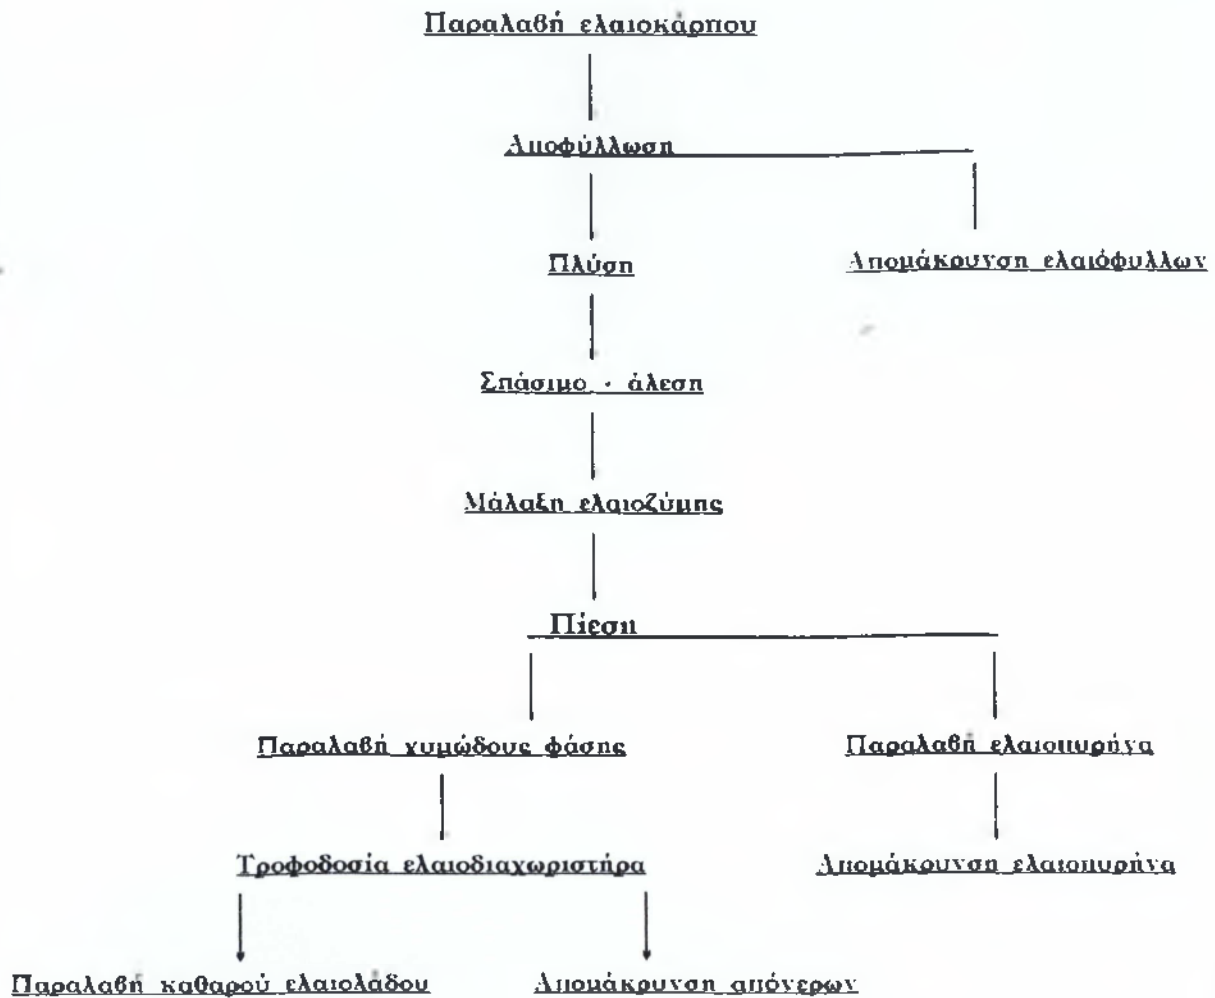 Παραλαβή ελαιοκάρπου
Αποφύλλωση
Πλύση
Απομάκρυνση ελαιόφυλλων
Σπάσιμο - άλεση
Μάλαξη ελαιοζύμης
Πίεση
Παραλαβή χυμώδους φάσης
Παραλαβή ελαιοπυρήνα
Τροφοδοσία ελαιοδιαχωριστήρα
Απομάκρυνση ελαιοπυρήνα
Παραλαβή καθαρού ελαιολάδου
Απομάκρυνση απόνερων